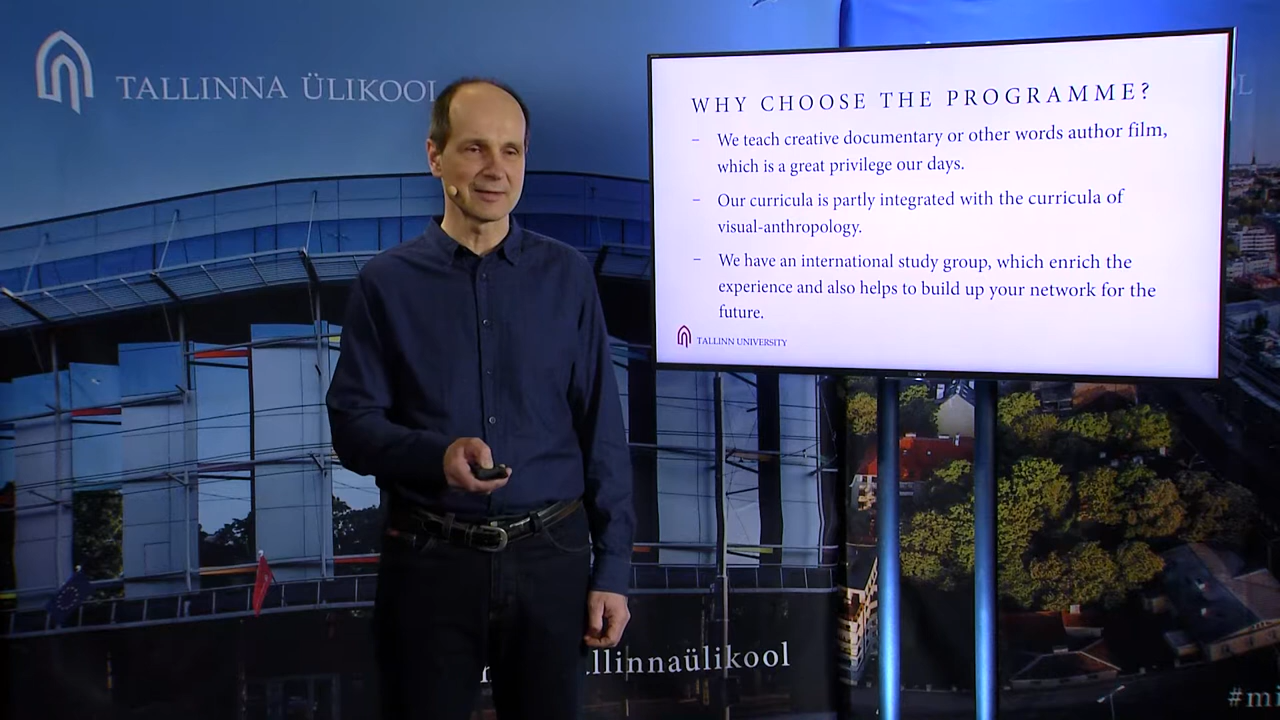 TALLINNA ÜLIKOOL
WHY CHOOSE THE PROGRAMME?
– We teach creative documentary or other words author film,
which is a great privilege our days.
– Our curricula is partly integrated with the curricula of
visual-anthropology.
– We have an international study group, which enrich the
experience and also helps to build up your network for the
future.
TALLINN UNIVERSITY
llinnaülikool
#mi